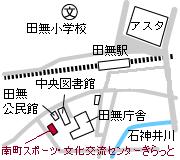 文
田無小学校
アスタ
田無駅
中央図書館
田無
公民館
田無庁舎
石神井川
南町スポーツ・文化交流センターきらっと